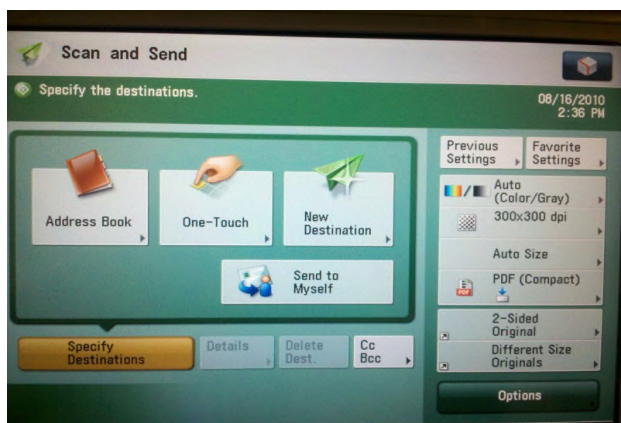 Scan and Send
Specify the destinations.
08/16/2010
2:36 PM
Previous
Settings
Favorite
Settings
Address Book
One-Touch
New
Destination
Send to
Myself
Auto
(Color/Gray)
300x300 dpi
Auto Size
PDF
PDF (Compact)
2-Sided
Original
Different Size
Originals
Specify
Destinations
Details
Delete
Dest.
Cc
Bcc
Options